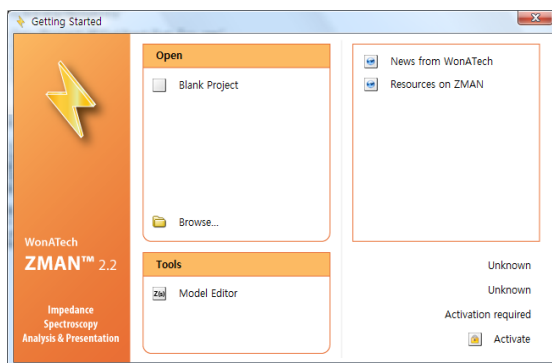 Getting Started
Open
Blank Project
Browse...
Tools
Z(s) Model Editor
News from WonATech
Resources on ZMAN
Unknown
Unknown
Activation required
Activate
WonATech
ZMAN™ 2.2
Impedance
Spectroscopy
Analysis & Presentation